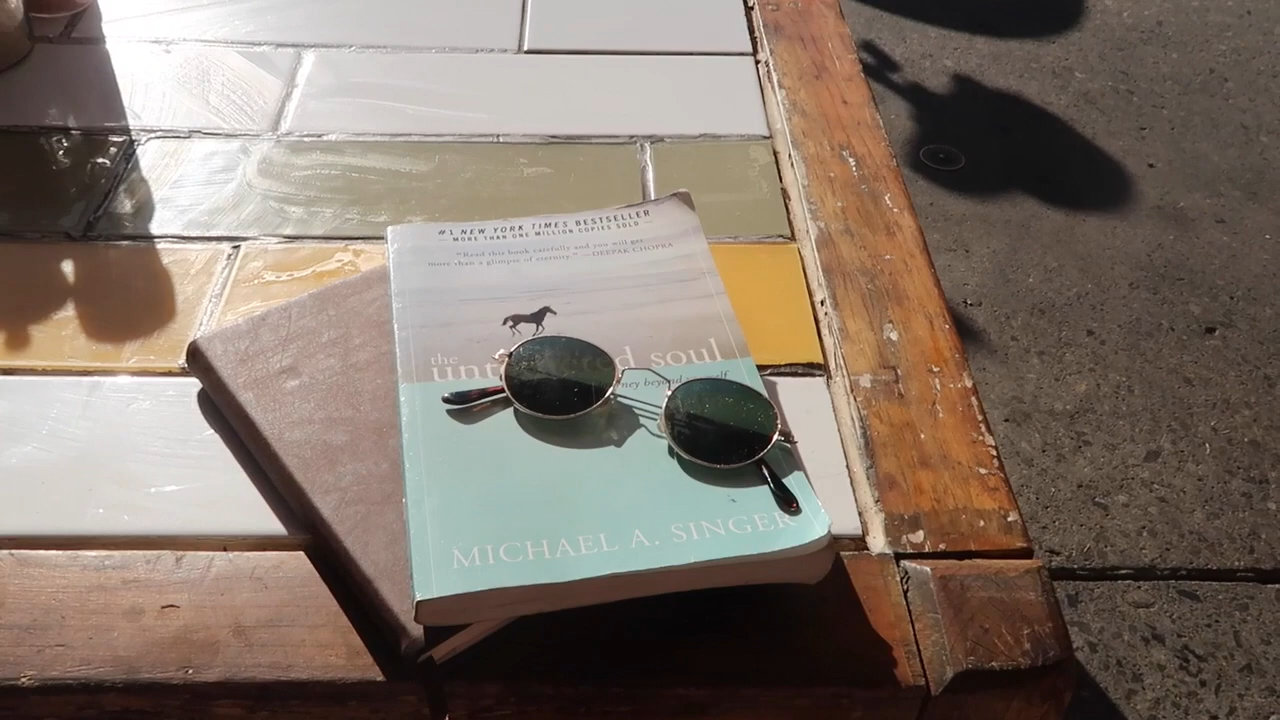 #1 NEW YORK TIMES BESTSELLER
— MORE THAN ONE MILLION COPIES SOLD —
"Read this book carefully and you will get
more than a glimpse of eternity." —DEEPAK CHOPRA
the
soul
beyond
MICHAEL A. SINGER